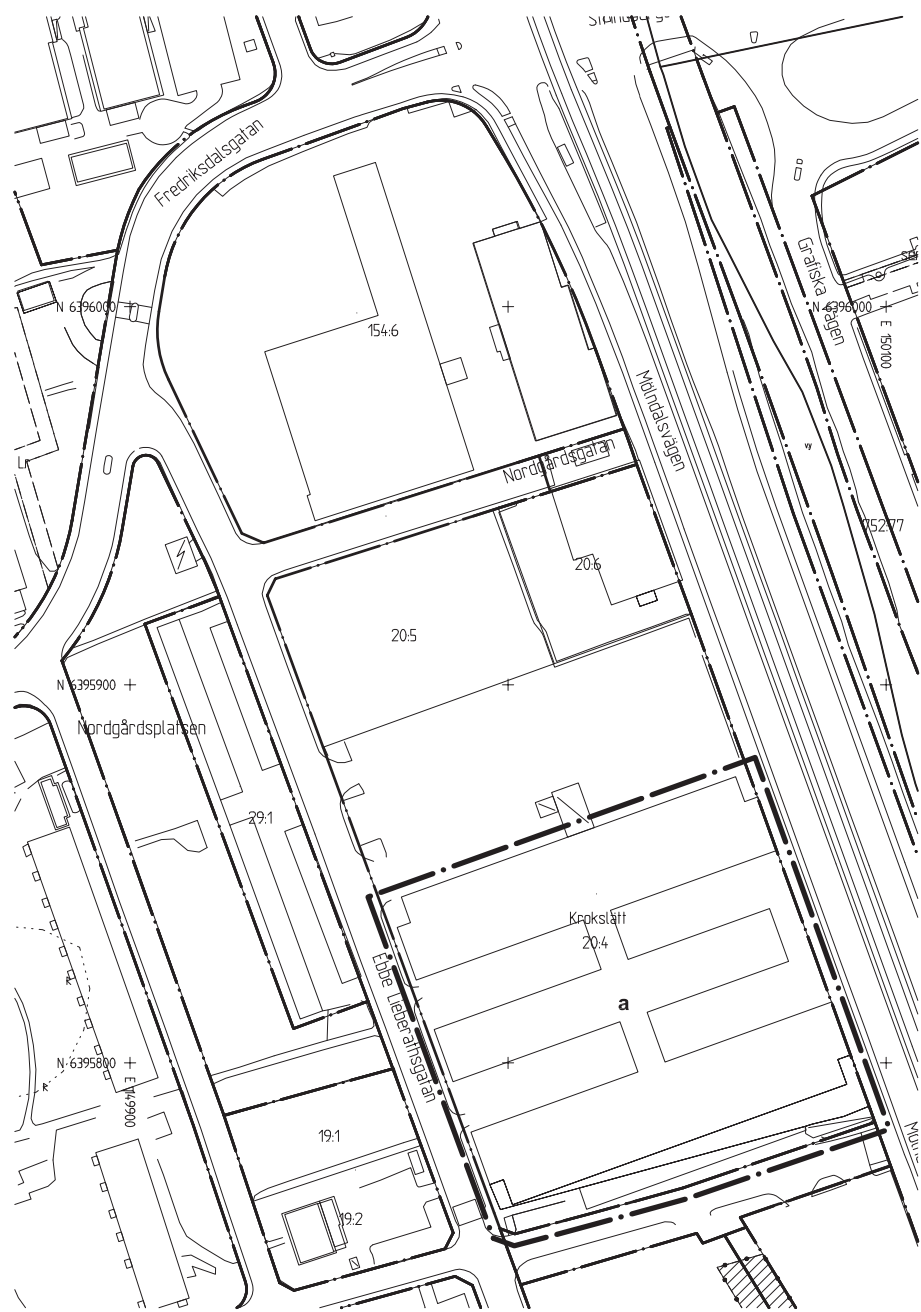 Fredriksdalsgatan
Grafiska vägen
N 6396000
N 6396000
E 150100
154:6
Mölndalsvägen
Nordgårdsgatan
vy
752:77
20:6
20:5
N 6395900
Nordgårdsplatsen
29:1
Krokslätt
20:4
Ebbe Lieberathsgatan
a
R
N 6395800
R
E 149900
19:1
19:2